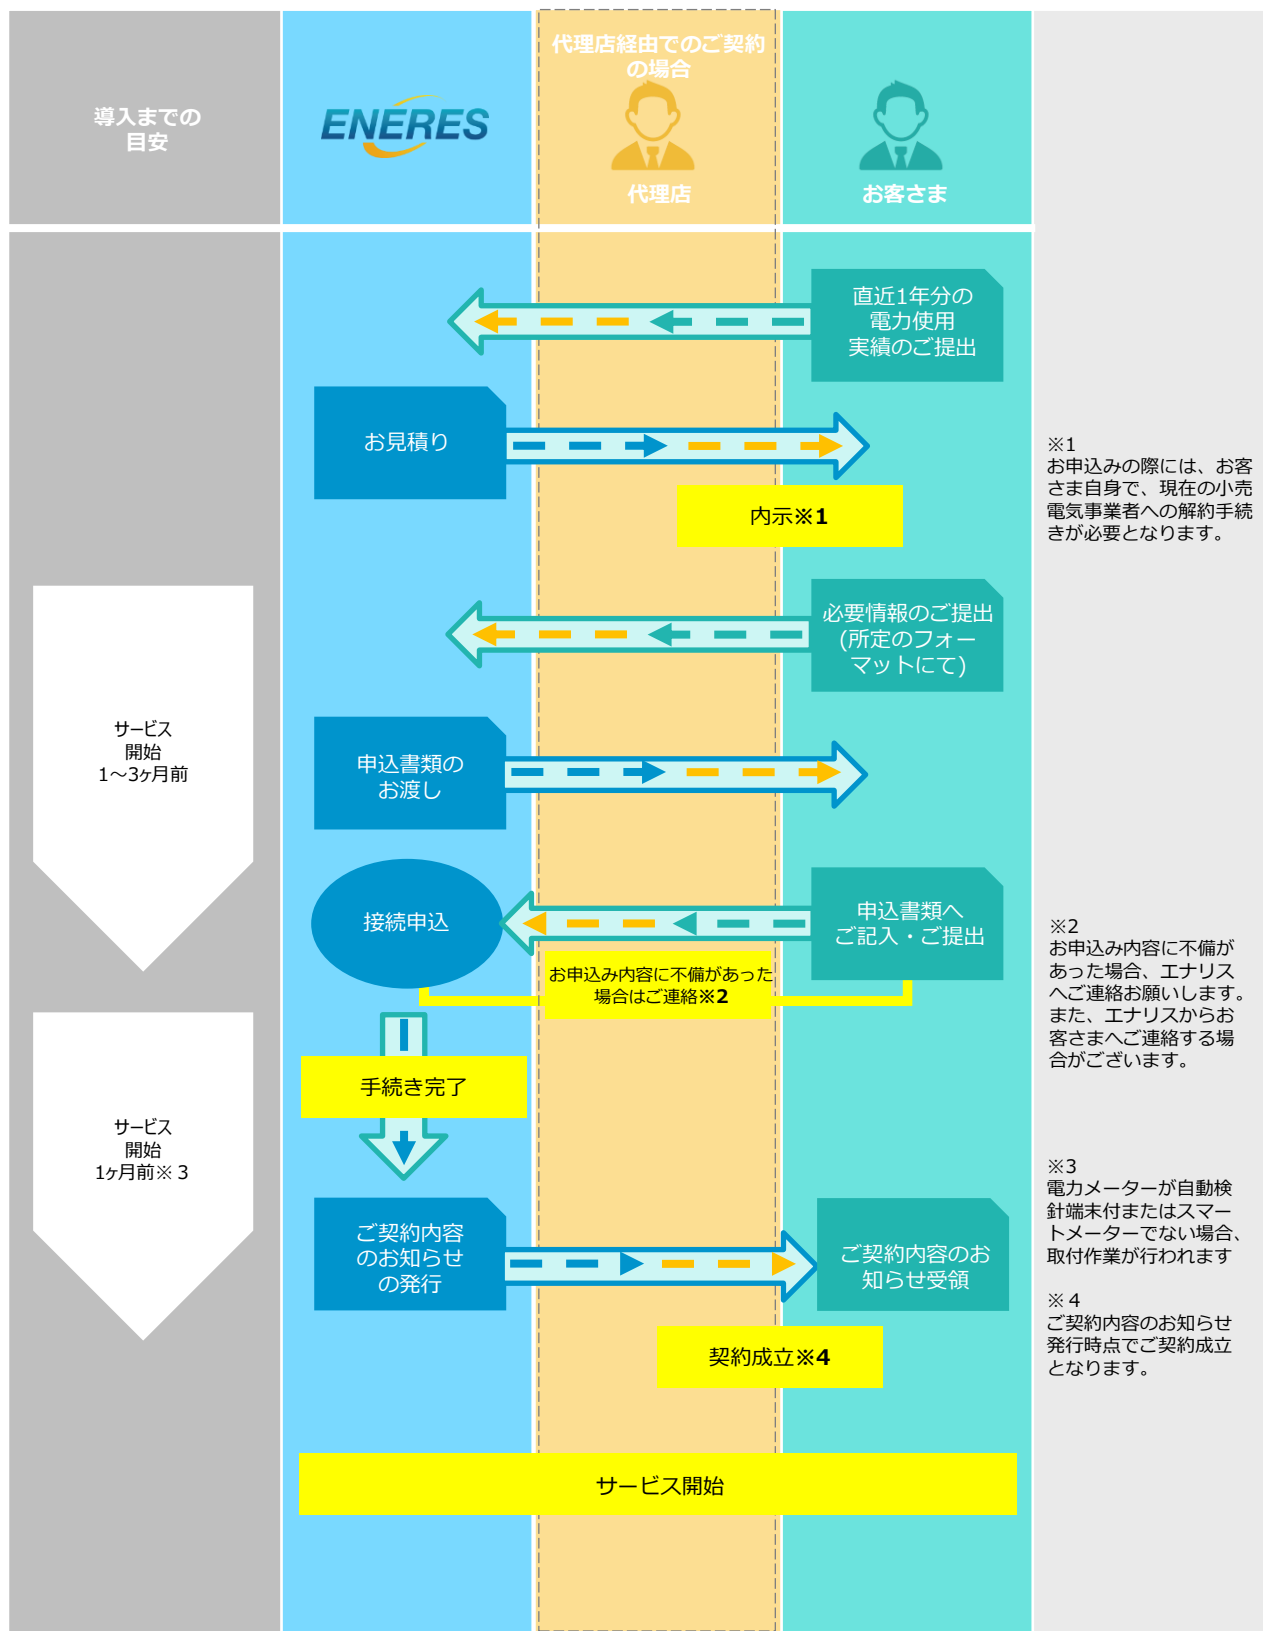 導入までの
目安
ENERES
代理店経由でのご契約
の場合
代理店
お客さま
直近1年分の
電力使用
実績のご提出
お見積り
内示※1
※1
お申込みの際には、お客
さま自身で、現在の小売
電気事業者への解約手続
きが必要となります。
必要情報のご提出
(所定のフォー
マットにて)
サービス
開始
1～3ヶ月前
申込書類の
お渡し
接続申込
申込書類へ
ご記入・ご提出
お申込み内容に不備があった
場合はご連絡※2
※2
お申込み内容に不備が
あった場合、エナリス
へご連絡お願いします。
また、エナリスからお
客さまへご連絡する場
合がございます。
手続き完了
サービス
開始
1ヶ月前※３
※3
電力メーターが自動検
針端末付またはスマー
トメーターでない場合、
取付作業が行われます
ご契約内容
のお知らせ
の発行
ご契約内容のお
知らせ受領
※４
ご契約内容のお知らせ
発行時点でご契約成立
となります。
契約成立※4
サービス開始